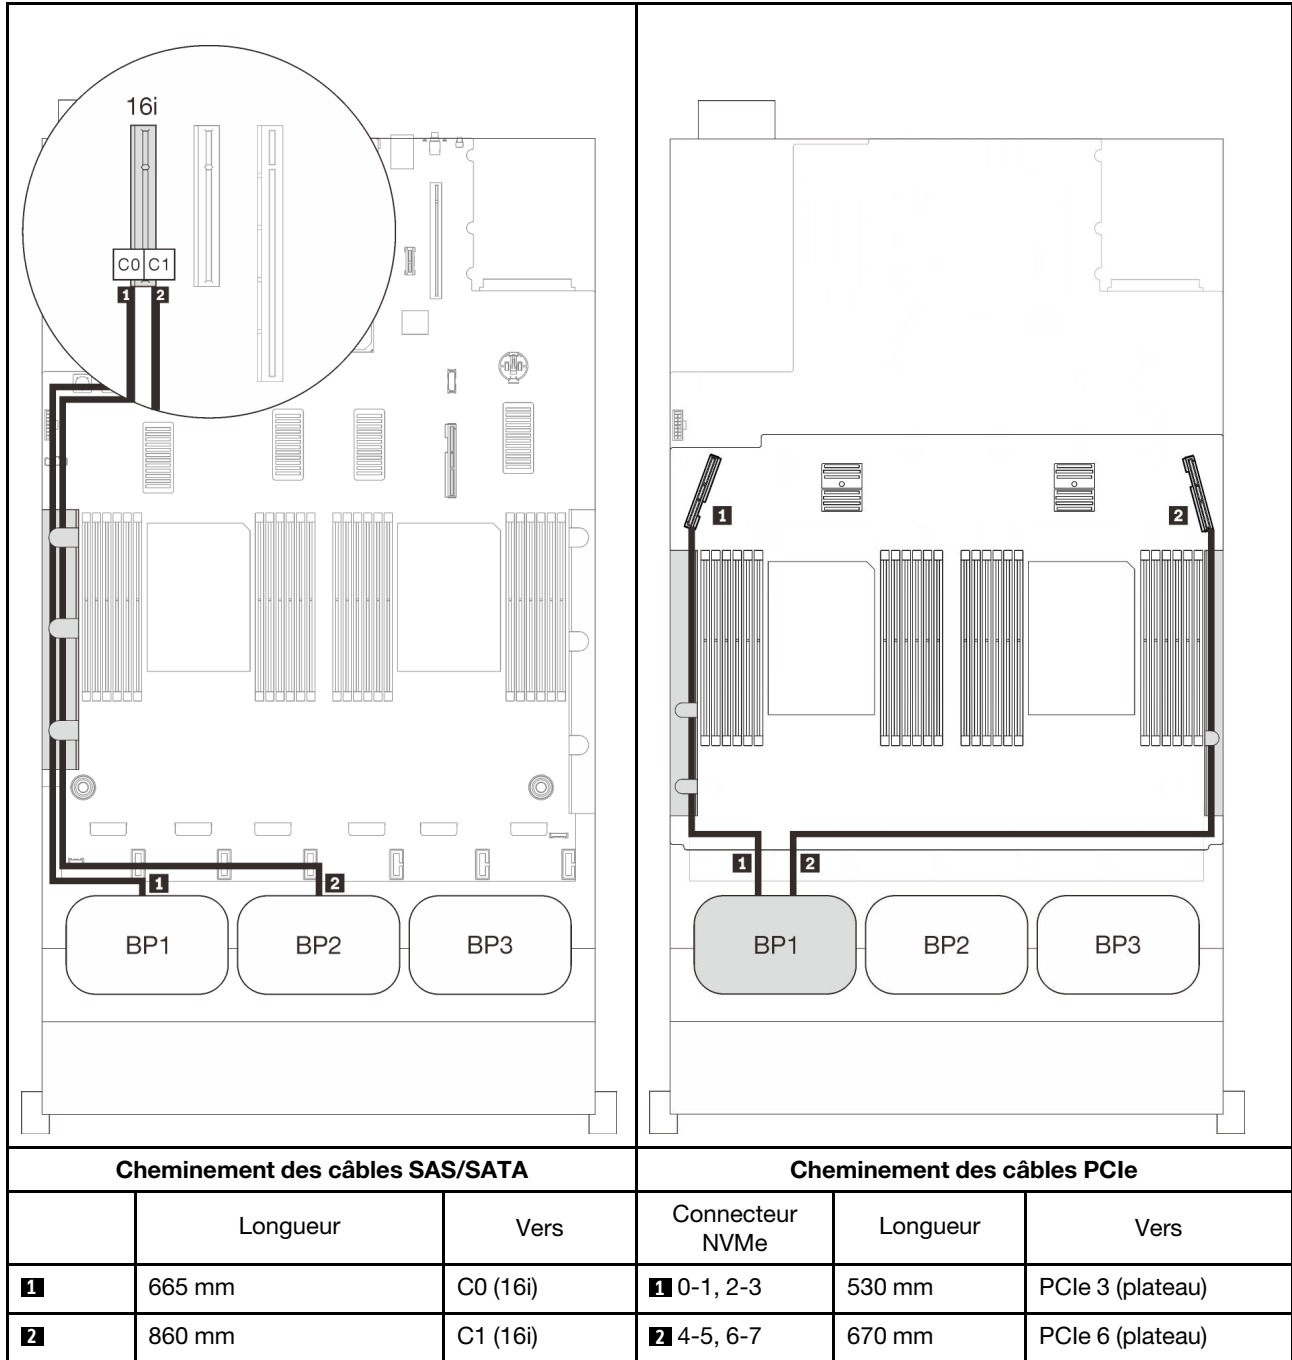 16i
C0 C1
1 2
1 2
BP1 BP2 BP3
1 2
1 2
BP1 BP2 BP3
Cheminement des câbles SAS/SATA
Cheminement des câbles PCIe
Longueur Vers
Connecteur NVMe Longueur Vers
1 665 mm C0 (16i)
1 0-1, 2-3 530 mm PCIe 3 (plateau)
2 860 mm C1 (16i)
2 4-5, 6-7 670 mm PCIe 6 (plateau)